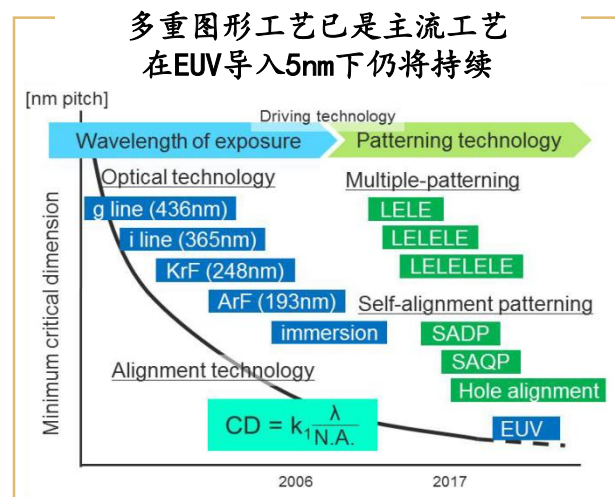 多重图形工艺已是主流工艺
在EUV导入5nm下仍将持续
[nm pitch]
Driving technology
Wavelength of exposure
Patterning technology
Optical technology
Multiple-patterning
g line (436nm)
LELE
i line (365nm)
LELELE
KrF (248nm)
LELELELE
ArF (193nm)
Self-alignment patterning
immersion
SADP
SAQP
Alignment technology
Hole alignment
CD = k₁ λ/N.A.
EUV
Minimum critical dimension
2006
2017